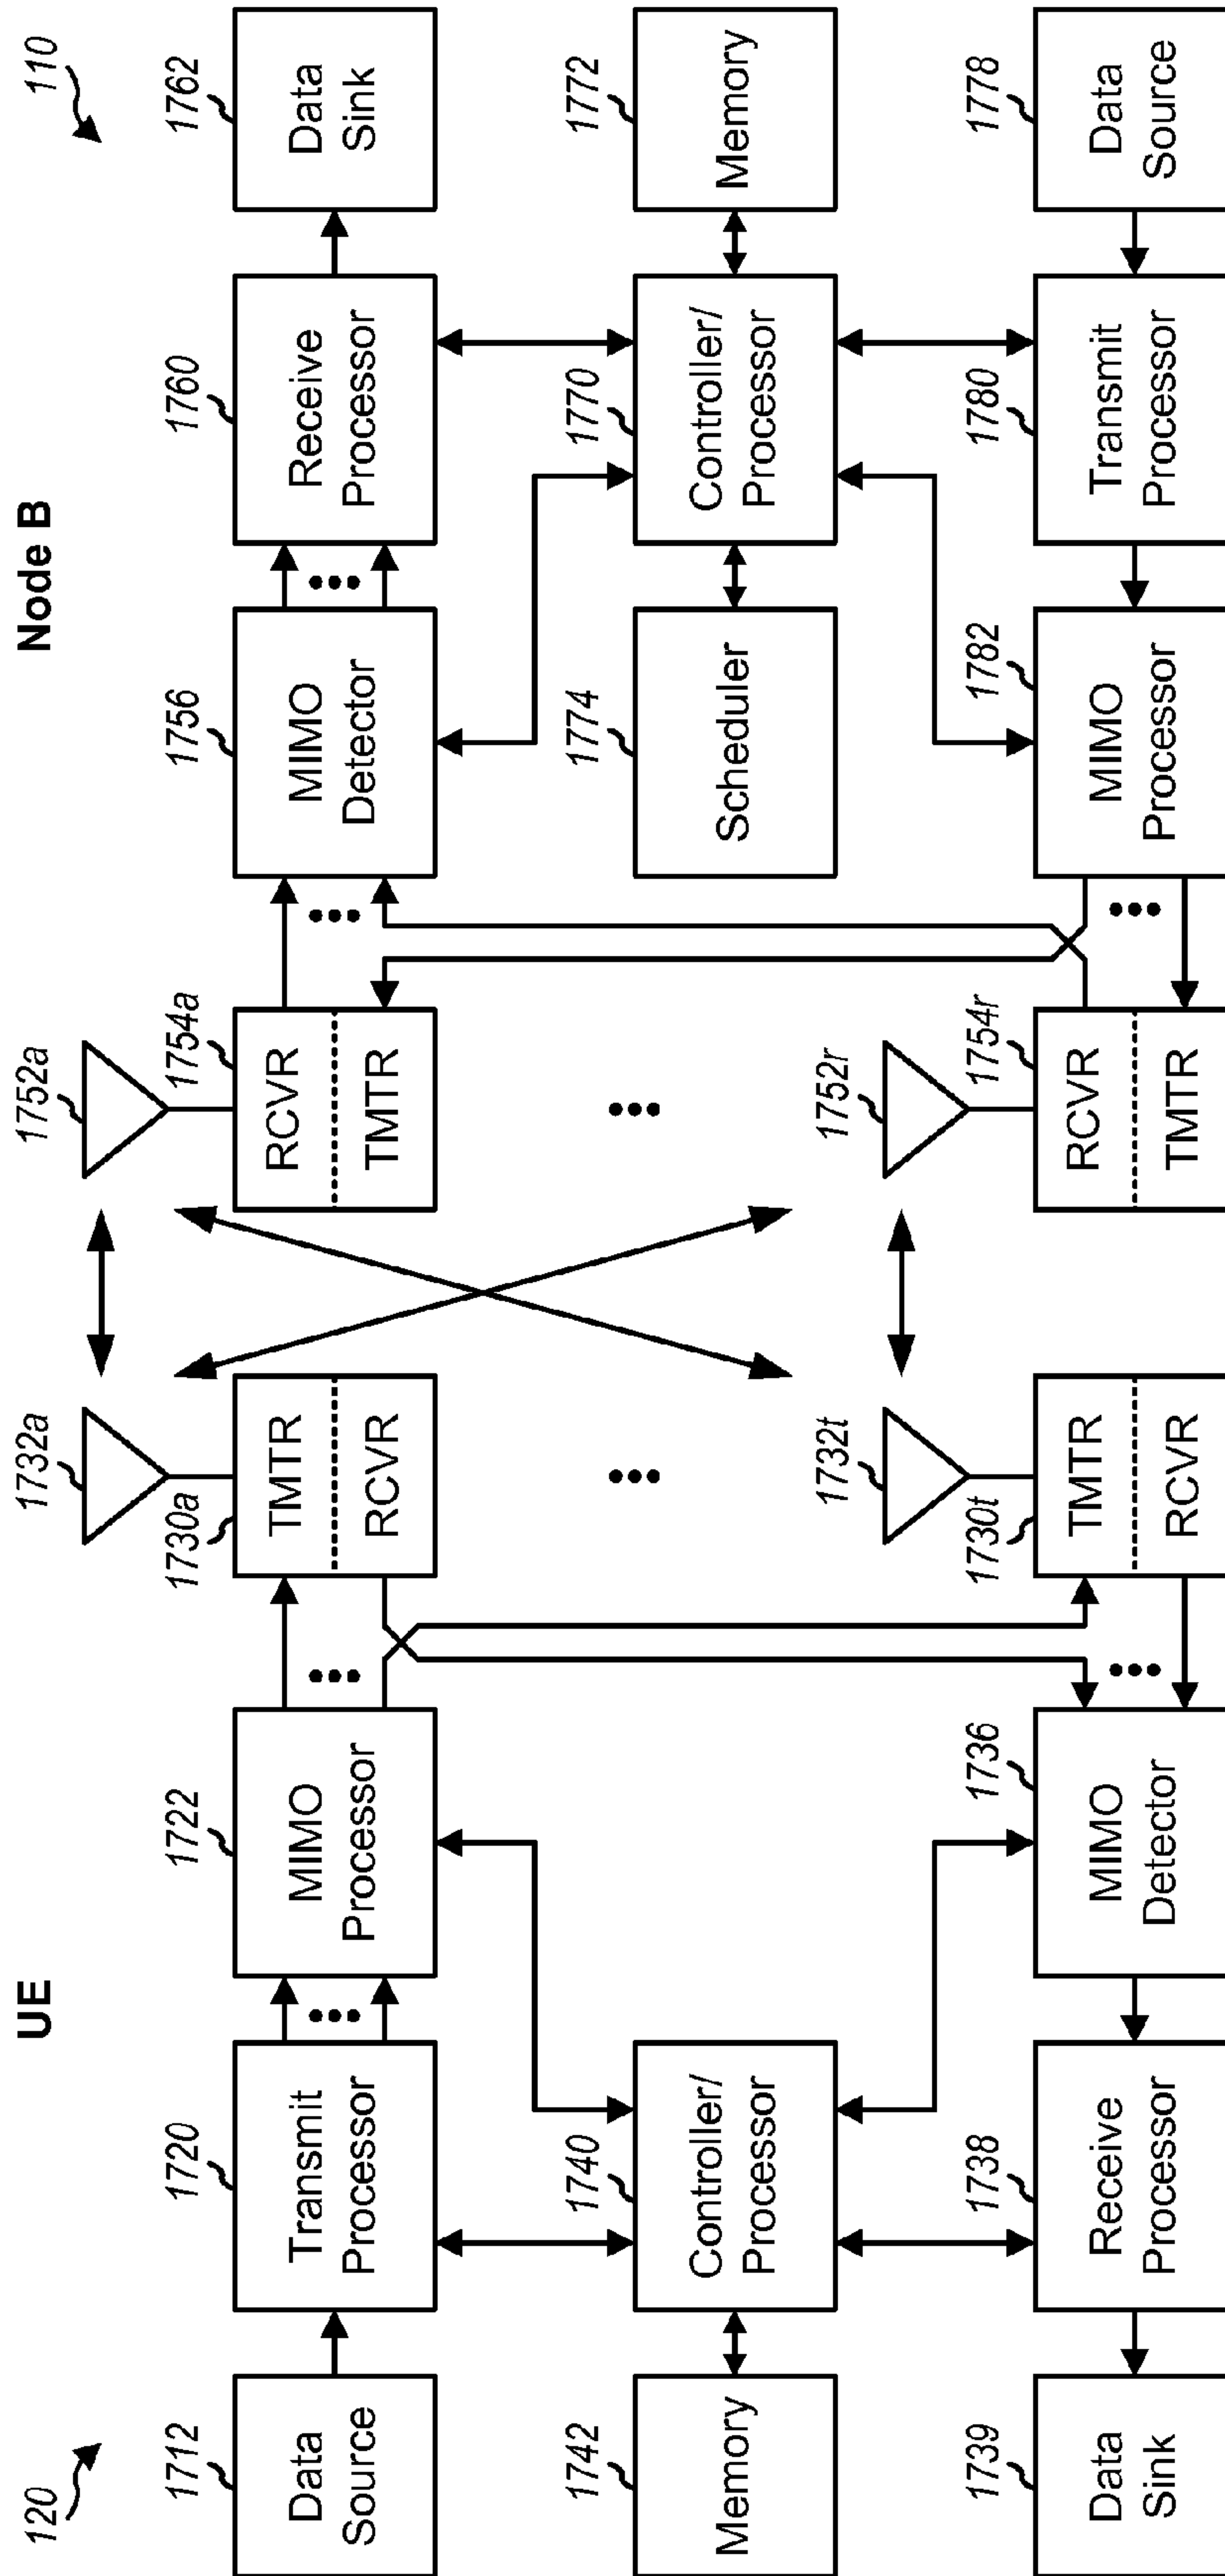 UE
Node B
120
110
1712
Data
Source
1720
Transmit
Processor
1722
MIMO
Processor
1732a
1730a
TMTR
RCVR
1752a
1754a
RCVR
TMTR
1756
MIMO
Detector
1760
Receive
Processor
1762
Data
Sink
1742
Memory
1740
Controller/
Processor
1774
Scheduler
1770
Controller/
Processor
1772
Memory
1739
Data
Sink
1738
Receive
Processor
1736
MIMO
Detector
1732t
1730t
TMTR
RCVR
1752r
1754r
RCVR
TMTR
1782
MIMO
Processor
1780
Transmit
Processor
1778
Data
Source